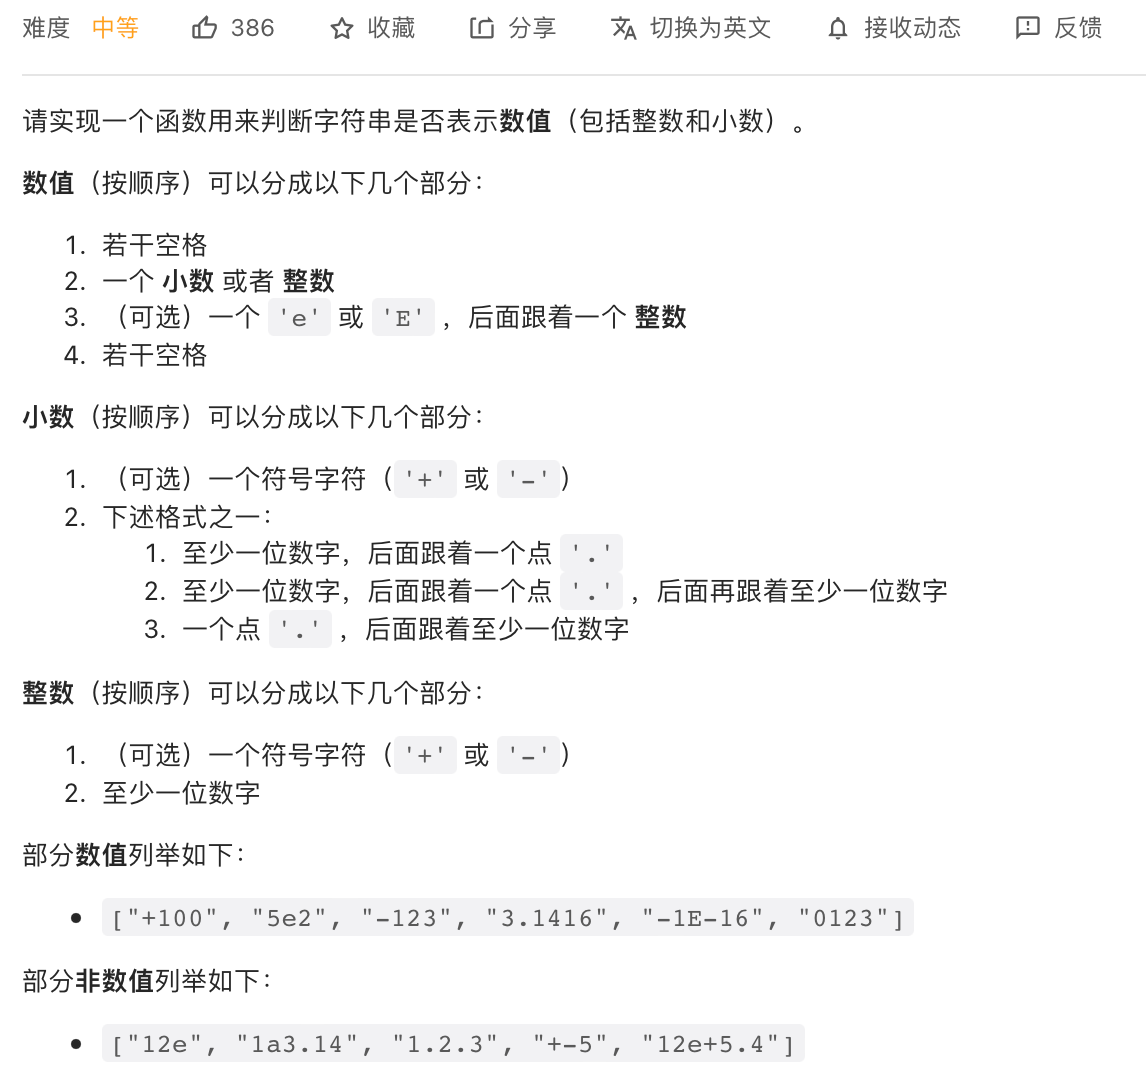 难度 中等 386 收藏 分享 切换为英文 接收动态 反馈
请实现一个函数用来判断字符串是否表示数值（包括整数和小数）。
数值（按顺序）可以分成以下几个部分：
1. 若干空格
2. 一个 小数 或者 整数
3. （可选）一个 'e' 或 'E' ，后面跟着一个 整数
4. 若干空格
小数（按顺序）可以分成以下几个部分：
1. （可选）一个符号字符（'+' 或 '-'）
2. 下述格式之一：
1. 至少一位数字，后面跟着一个点 '.'
2. 至少一位数字，后面跟着一个点 '.' ，后面再跟着至少一位数字
3. 一个点 '.' ，后面跟着至少一位数字
整数（按顺序）可以分成以下几个部分：
1. （可选）一个符号字符（'+' 或 '-'）
2. 至少一位数字
部分数值列举如下：
• ["+100", "5e2", "-123", "3.1416", "-1E-16", "0123"]
部分非数值列举如下：
• ["12e", "1a3.14", "1.2.3", "+-5", "12e+5.4"]